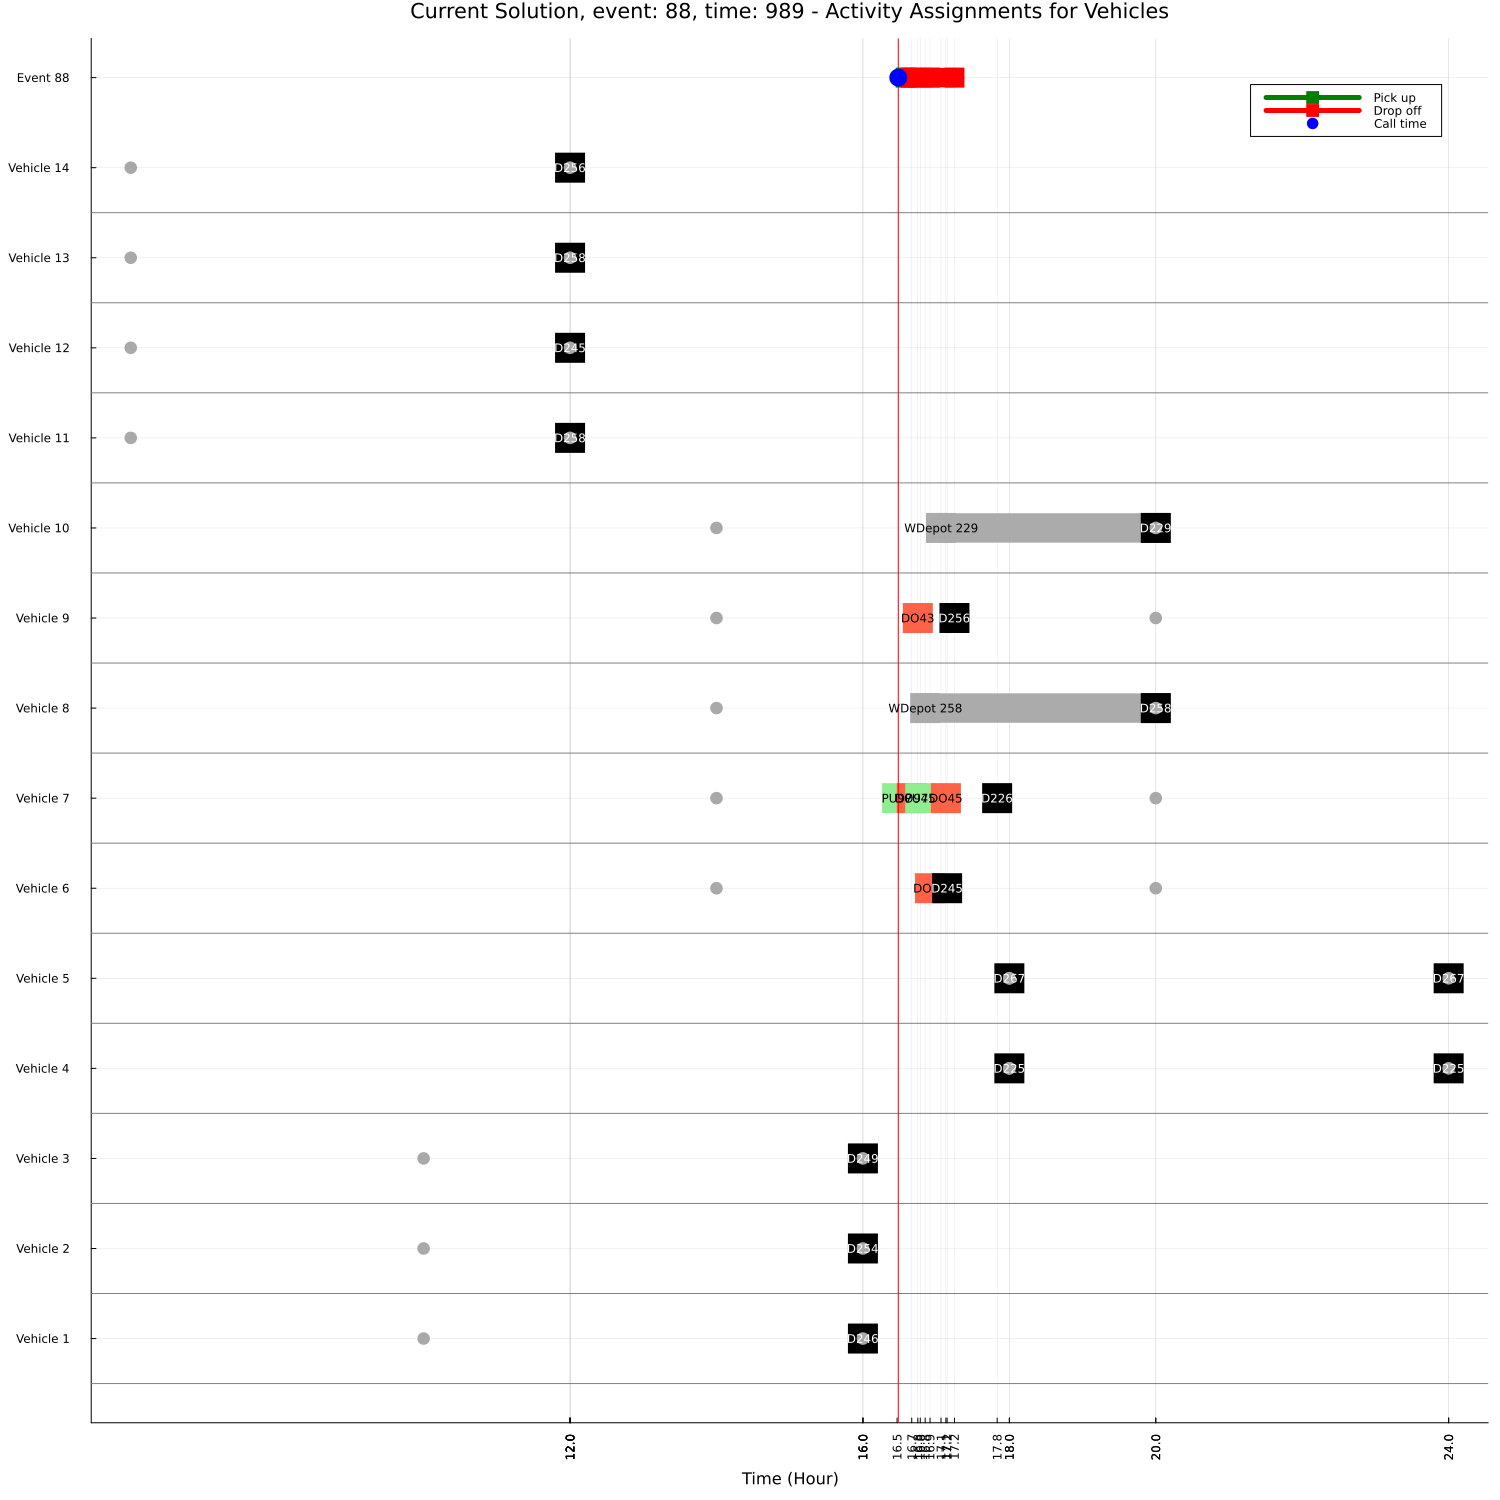 Current Solution, event: 88, time: 989 - Activity Assignments for Vehicles
Event 88
Pick up
Drop off
Call time
Vehicle 14
D256
Vehicle 13
D258
Vehicle 12
D245
Vehicle 11
D258
Vehicle 10
WDepot 229
D229
Vehicle 9
DO43
D256
Vehicle 8
WDepot 258
D258
Vehicle 7
DO45
D226
Vehicle 6
D245
Vehicle 5
D267
D267
Vehicle 4
D225
D225
Vehicle 3
D249
Vehicle 2
D254
Vehicle 1
D246
12.0
16.0
16.5
17.2
17.8
18.0
20.0
24.0
Time (Hour)